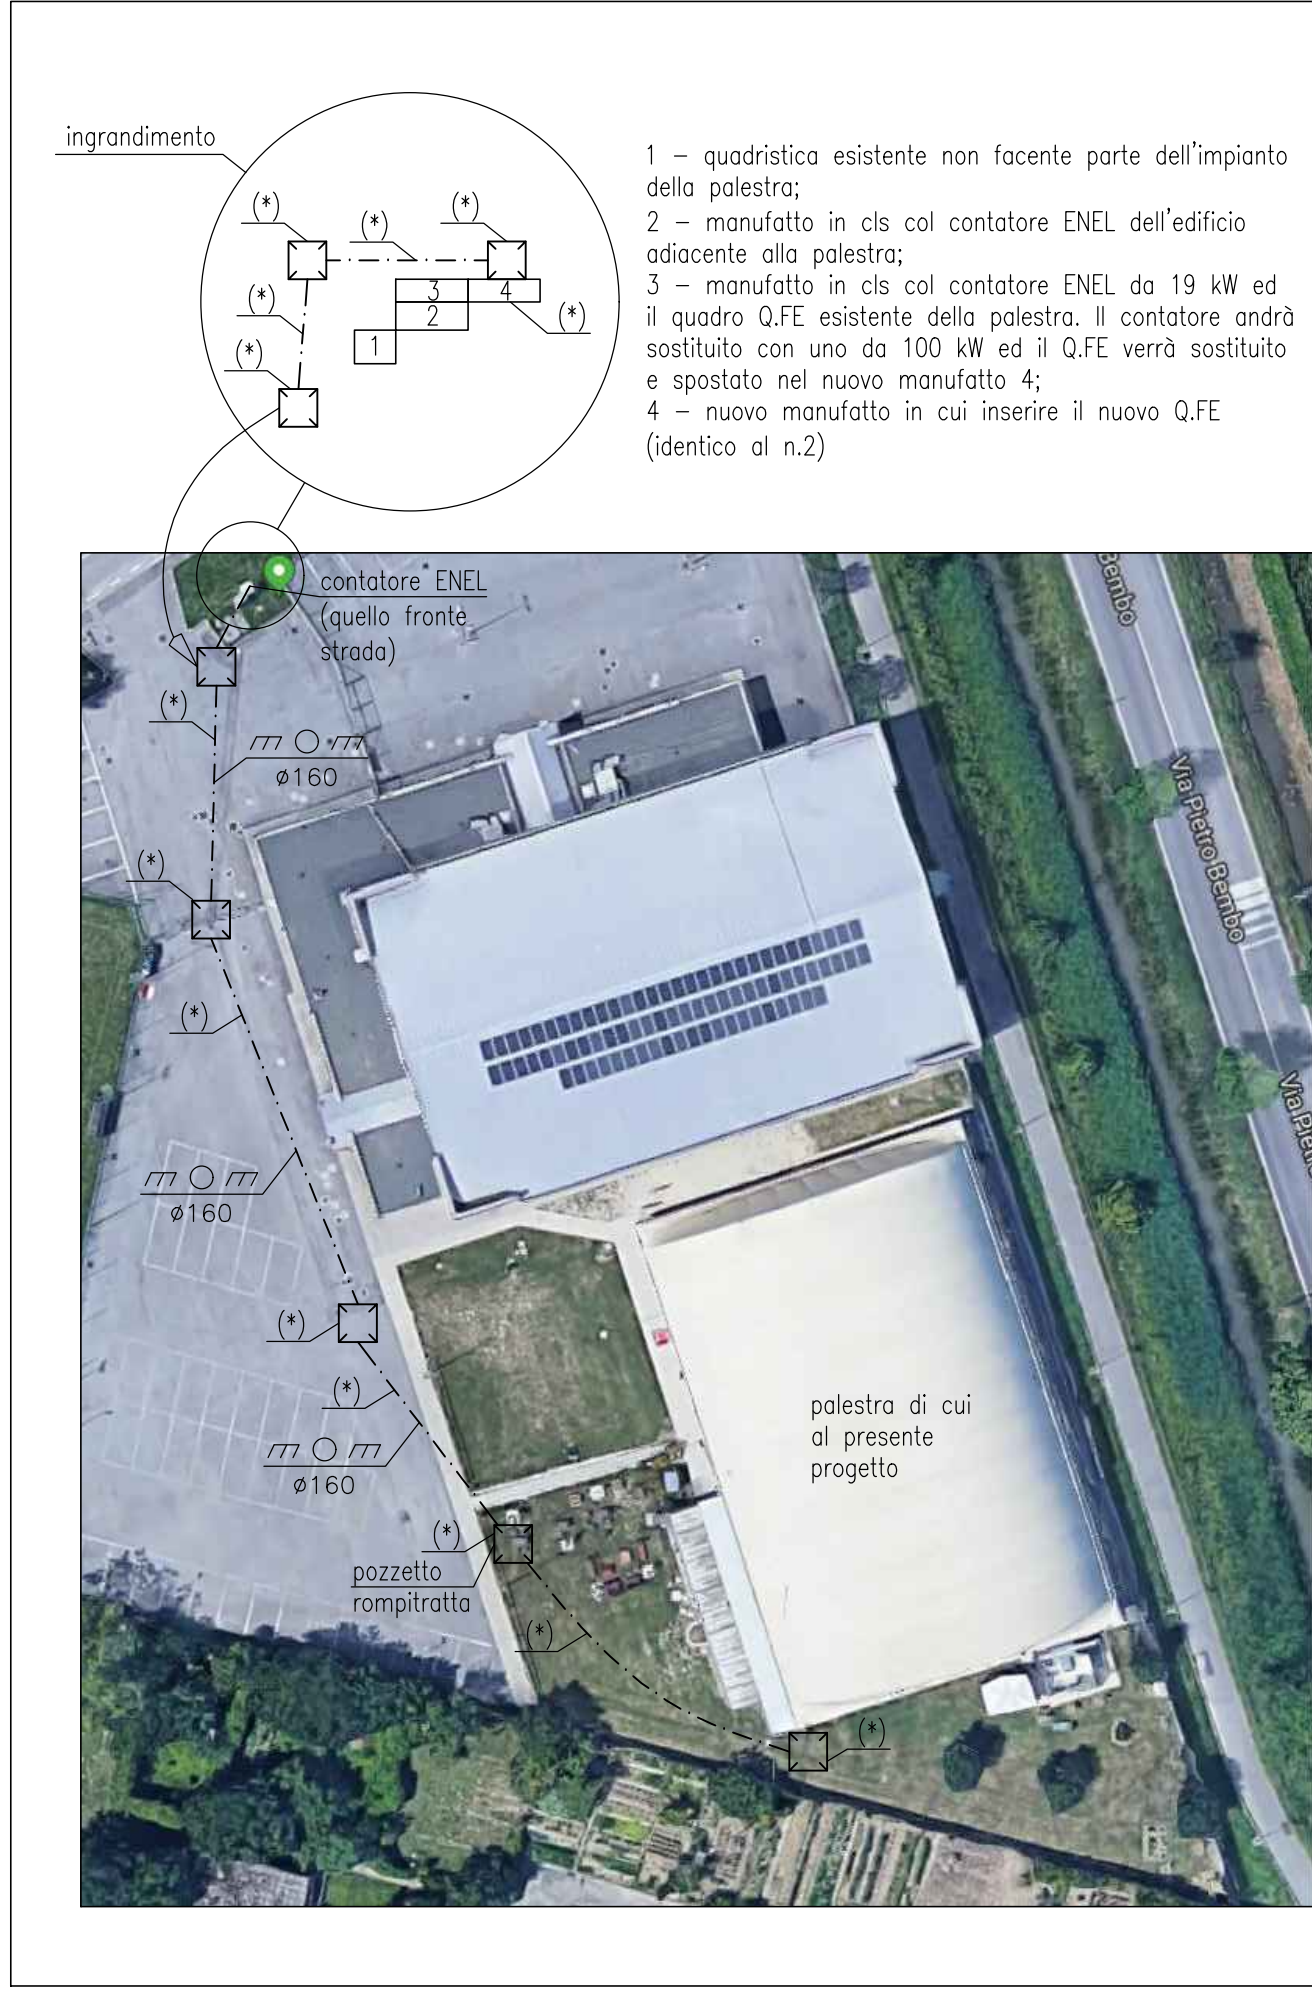 ingrandimento
1 – quadristica esistente non facente parte dell'impianto
della palestra;
2 – manufatto in cls col contatore ENEL dell'edificio
adiacente alla palestra;
3 – manufatto in cls col contatore ENEL da 19 kW ed
il quadro Q.FE esistente della palestra. Il contatore andrà
sostituito con uno da 100 kW ed il Q.FE verrà sostituito
e spostato nel nuovo manufatto 4;
4 – nuovo manufatto in cui inserire il nuovo Q.FE
(identico al n.2)
(*)
(*)
(*)
(*)
(*)
(*)
3
4
2
1
contatore ENEL
(quello fronte
strada)
Bembo
(*)
ø160
Via Pietro Bembo
(*)
(*)
Via Piet
ø160
(*)
(*)
ø160
palestra di cui
al presente
progetto
(*)
pozzetto
rompitratta
(*)
(*)